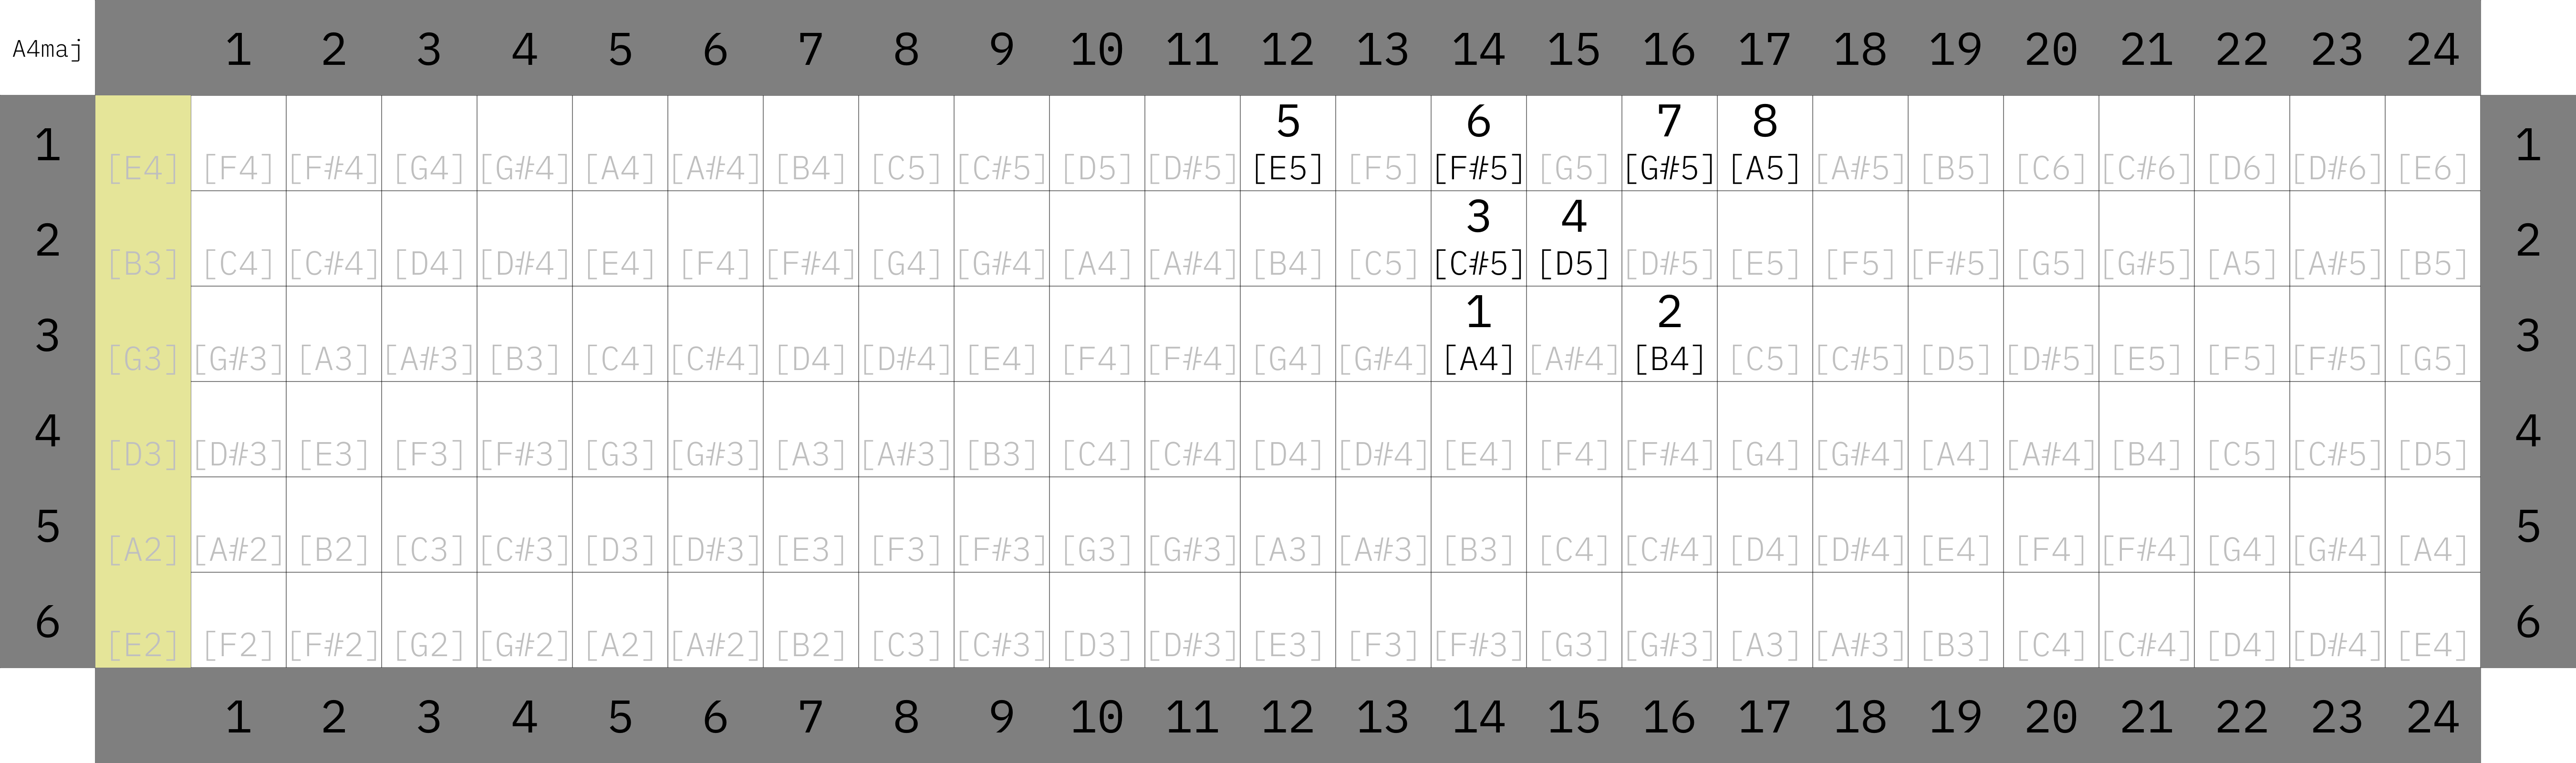 A4maj 1 2 3 4 5 6 7 8 9 10 11 12 13 14 15 16 17 18 19 20 21 22 23 24
5 6 7 8
1 [E4] [F4] [F#4] [G4] [G#4] [A4] [A#4] [B4] [C5] [C#5] [D5] [D#5] [E5] [F5] [F#5] [G5] [G#5] [A5] [A#5] [B5] [C6] [C#6] [D6] [D#6] [E6] 1
3 4
2 [B3] [C4] [C#4] [D4] [D#4] [E4] [F4] [F#4] [G4] [G#4] [A4] [A#4] [B4] [C5] [C#5] [D5] [D#5] [E5] [F5] [F#5] [G5] [G#5] [A5] [A#5] [B5] 2
1 2
3 [G3] [G#3] [A3] [A#3] [B3] [C4] [C#4] [D4] [D#4] [E4] [F4] [F#4] [G4] [G#4] [A4] [A#4] [B4] [C5] [C#5] [D5] [D#5] [E5] [F5] [F#5] [G5] 3
4 [D3] [D#3] [E3] [F3] [F#3] [G3] [G#3] [A3] [A#3] [B3] [C4] [C#4] [D4] [D#4] [E4] [F4] [F#4] [G4] [G#4] [A4] [A#4] [B4] [C5] [C#5] [D5] 4
5 [A2] [A#2] [B2] [C3] [C#3] [D3] [D#3] [E3] [F3] [F#3] [G3] [G#3] [A3] [A#3] [B3] [C4] [C#4] [D4] [D#4] [E4] [F4] [F#4] [G4] [G#4] [A4] 5
6 [E2] [F2] [F#2] [G2] [G#2] [A2] [A#2] [B2] [C3] [C#3] [D3] [D#3] [E3] [F3] [F#3] [G3] [G#3] [A3] [A#3] [B3] [C4] [C#4] [D4] [D#4] [E4] 6
1 2 3 4 5 6 7 8 9 10 11 12 13 14 15 16 17 18 19 20 21 22 23 24